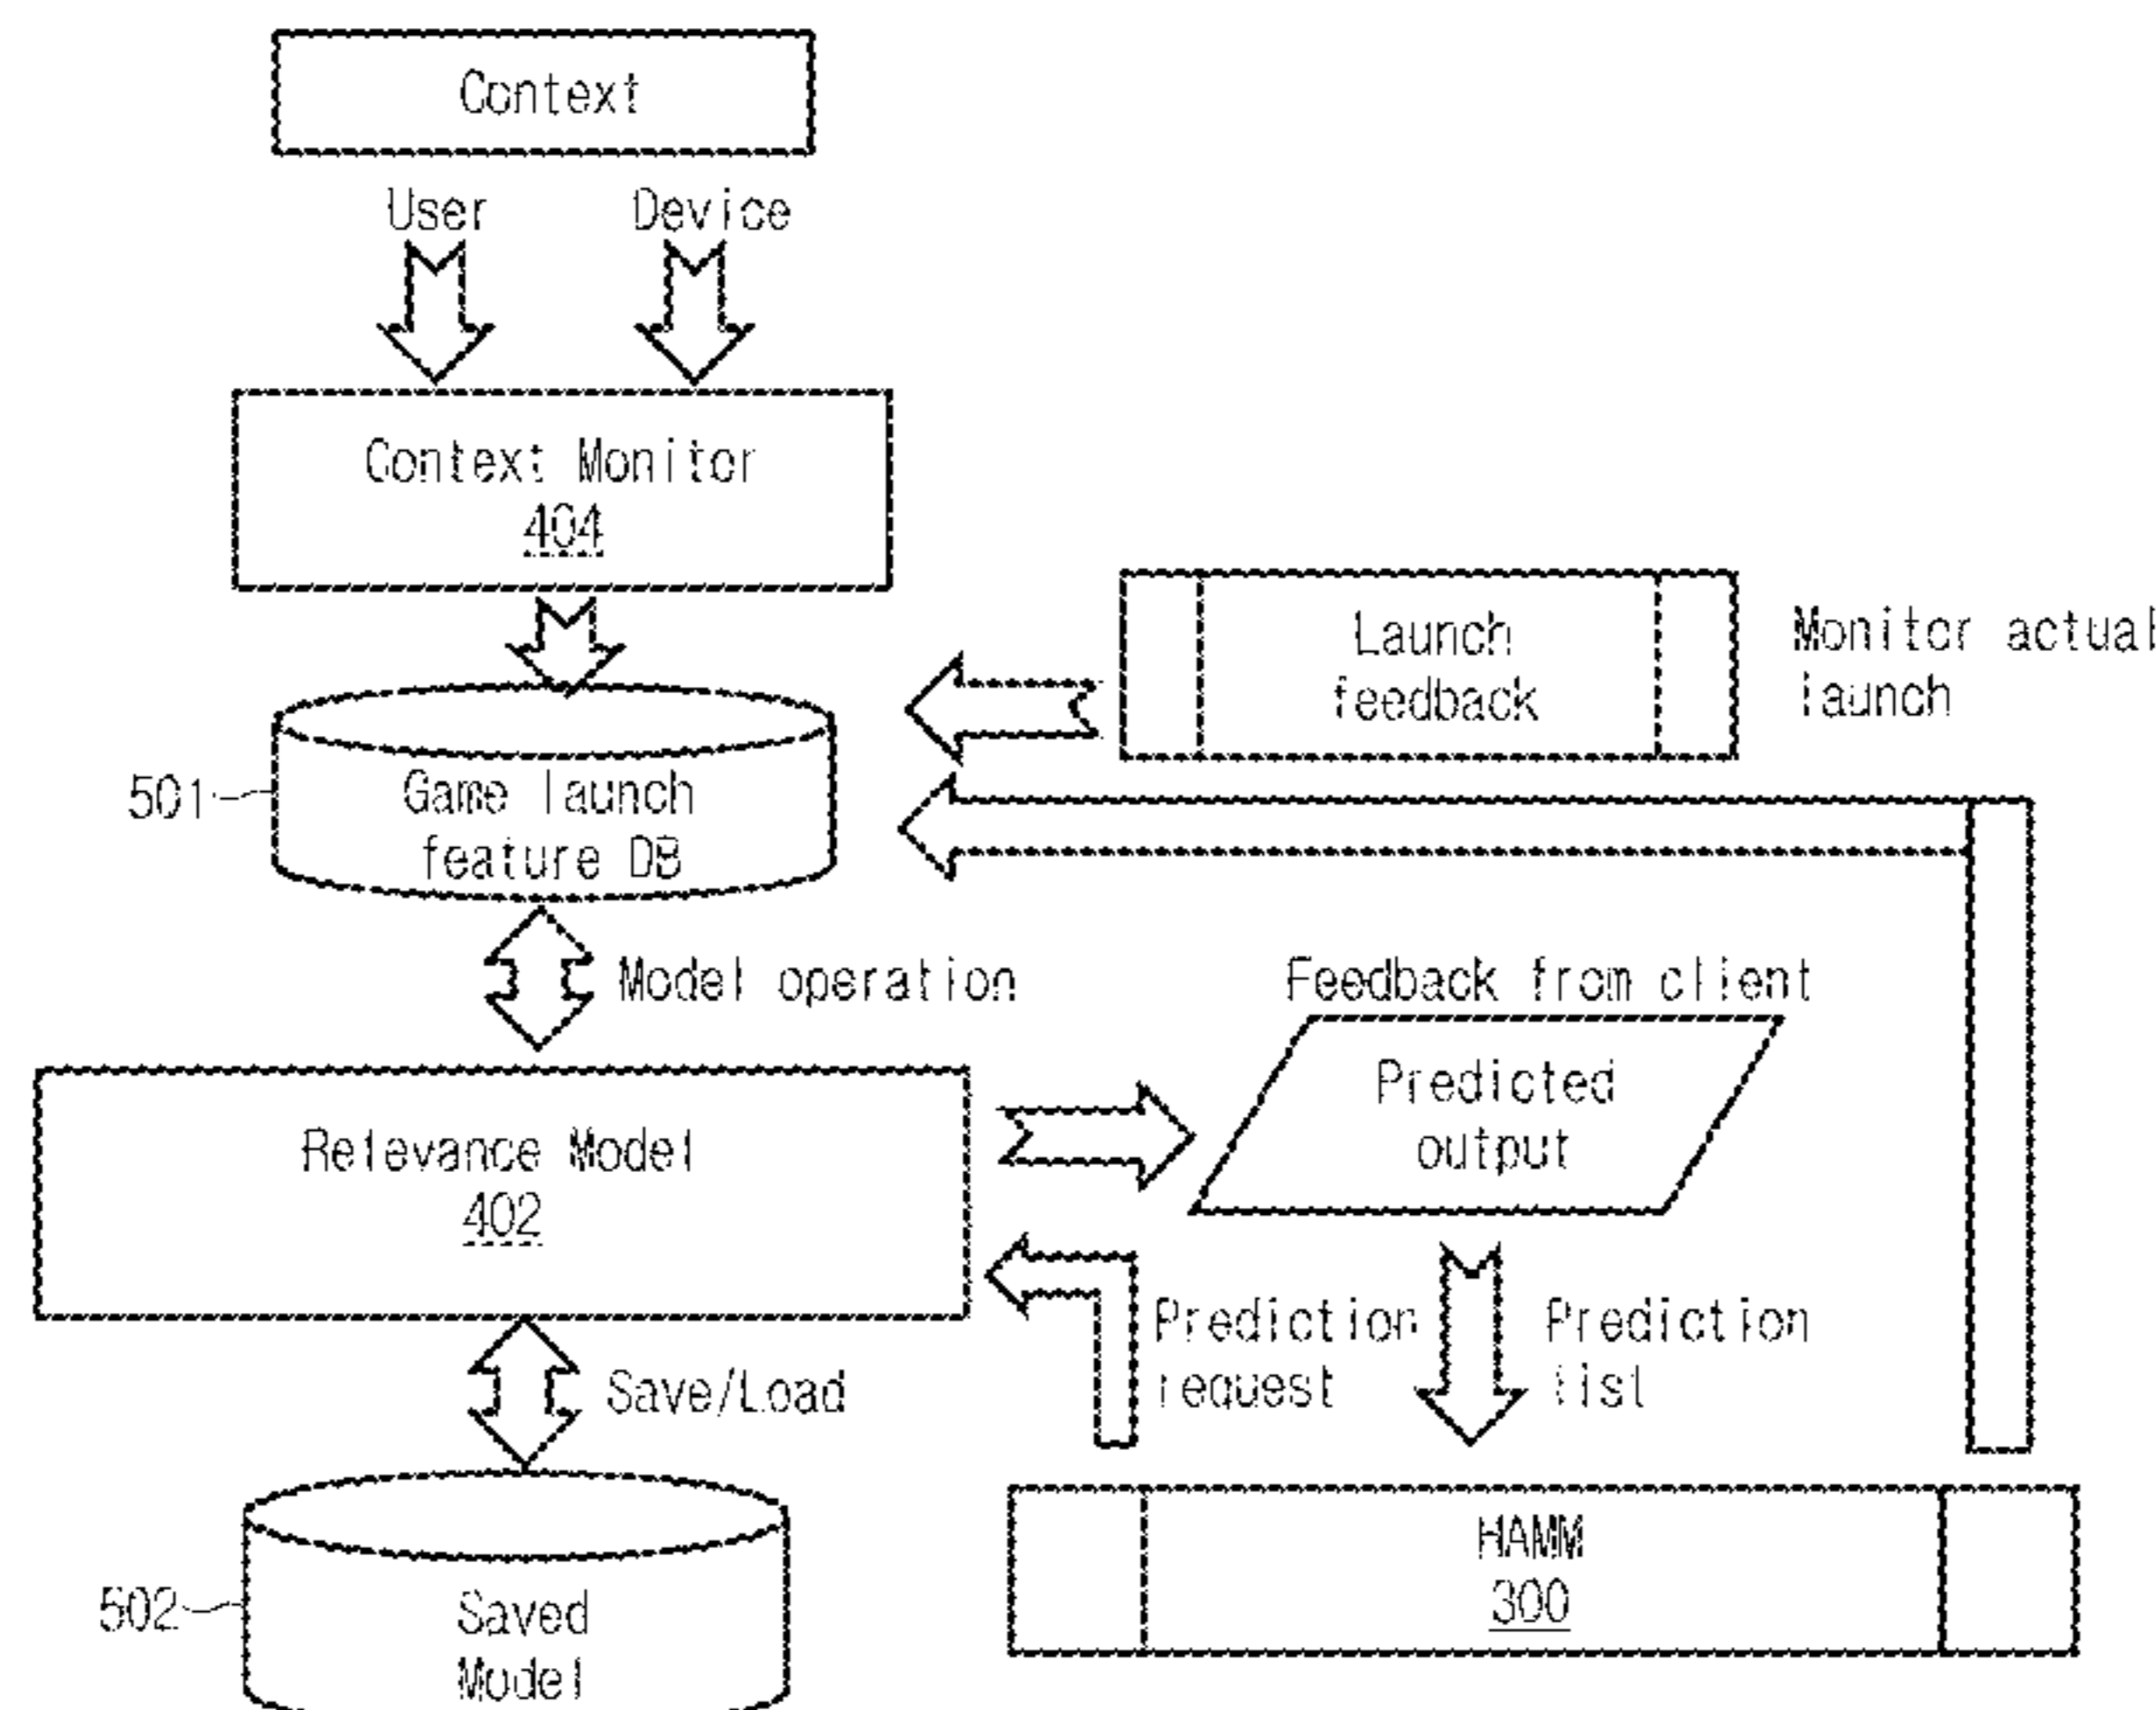 Context
User
Device
Context Monitor
404
Launch
feedback
Monitor actual
launch
501
Game launch
feature DB
Model operation
Feedback from client
Predicted
output
Relevance Model
402
Prediction
request
Prediction
list
Save/Load
HAMM
300
502
Saved
Model